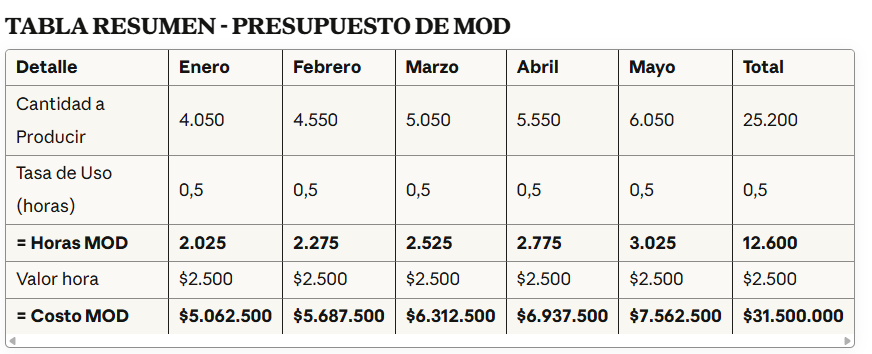 TABLA RESUMEN - PRESUPUESTO DE MOD
Detalle Enero Febrero Marzo Abril Mayo Total
Cantidad a
Producir 4.050 4.550 5.050 5.550 6.050 25.200
Tasa de Uso
(horas) 0,5 0,5 0,5 0,5 0,5 0,5
= Horas MOD 2.025 2.275 2.525 2.775 3.025 12.600
Valor hora $2.500 $2.500 $2.500 $2.500 $2.500 $2.500
= Costo MOD $5.062.500 $5.687.500 $6.312.500 $6.937.500 $7.562.500 $31.500.000